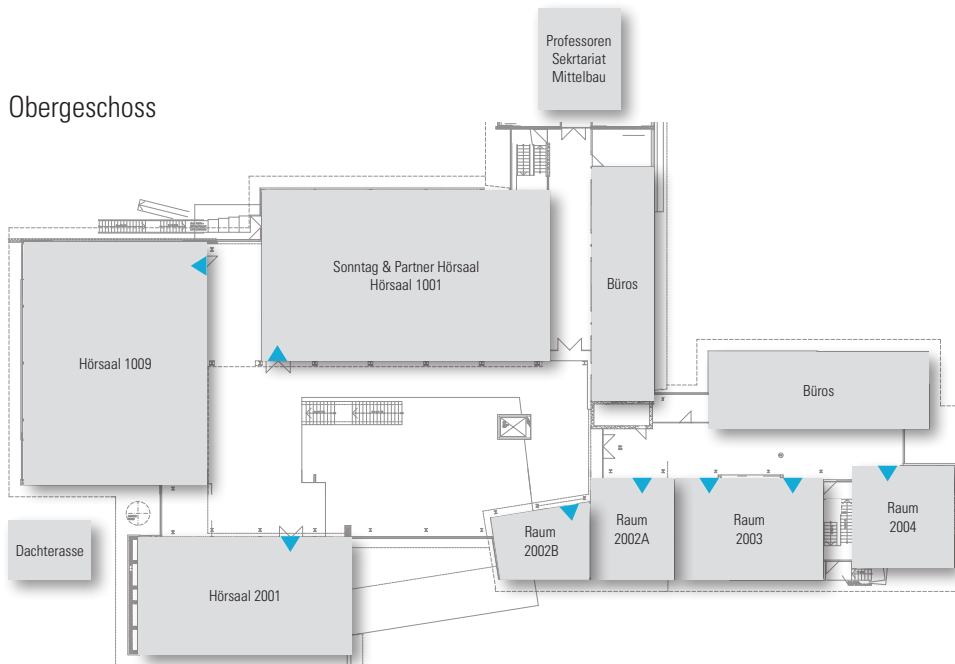 Professoren
Sekrtariat
Mittelbau
Obergeschoss
Sonntag & Partner Hörsaal
Hörsaal 1001
Büros
Hörsaal 1009
Büros
Raum
2002B
Raum
2002A
Raum
2003
Raum
2004
Dachterasse
Hörsaal 2001